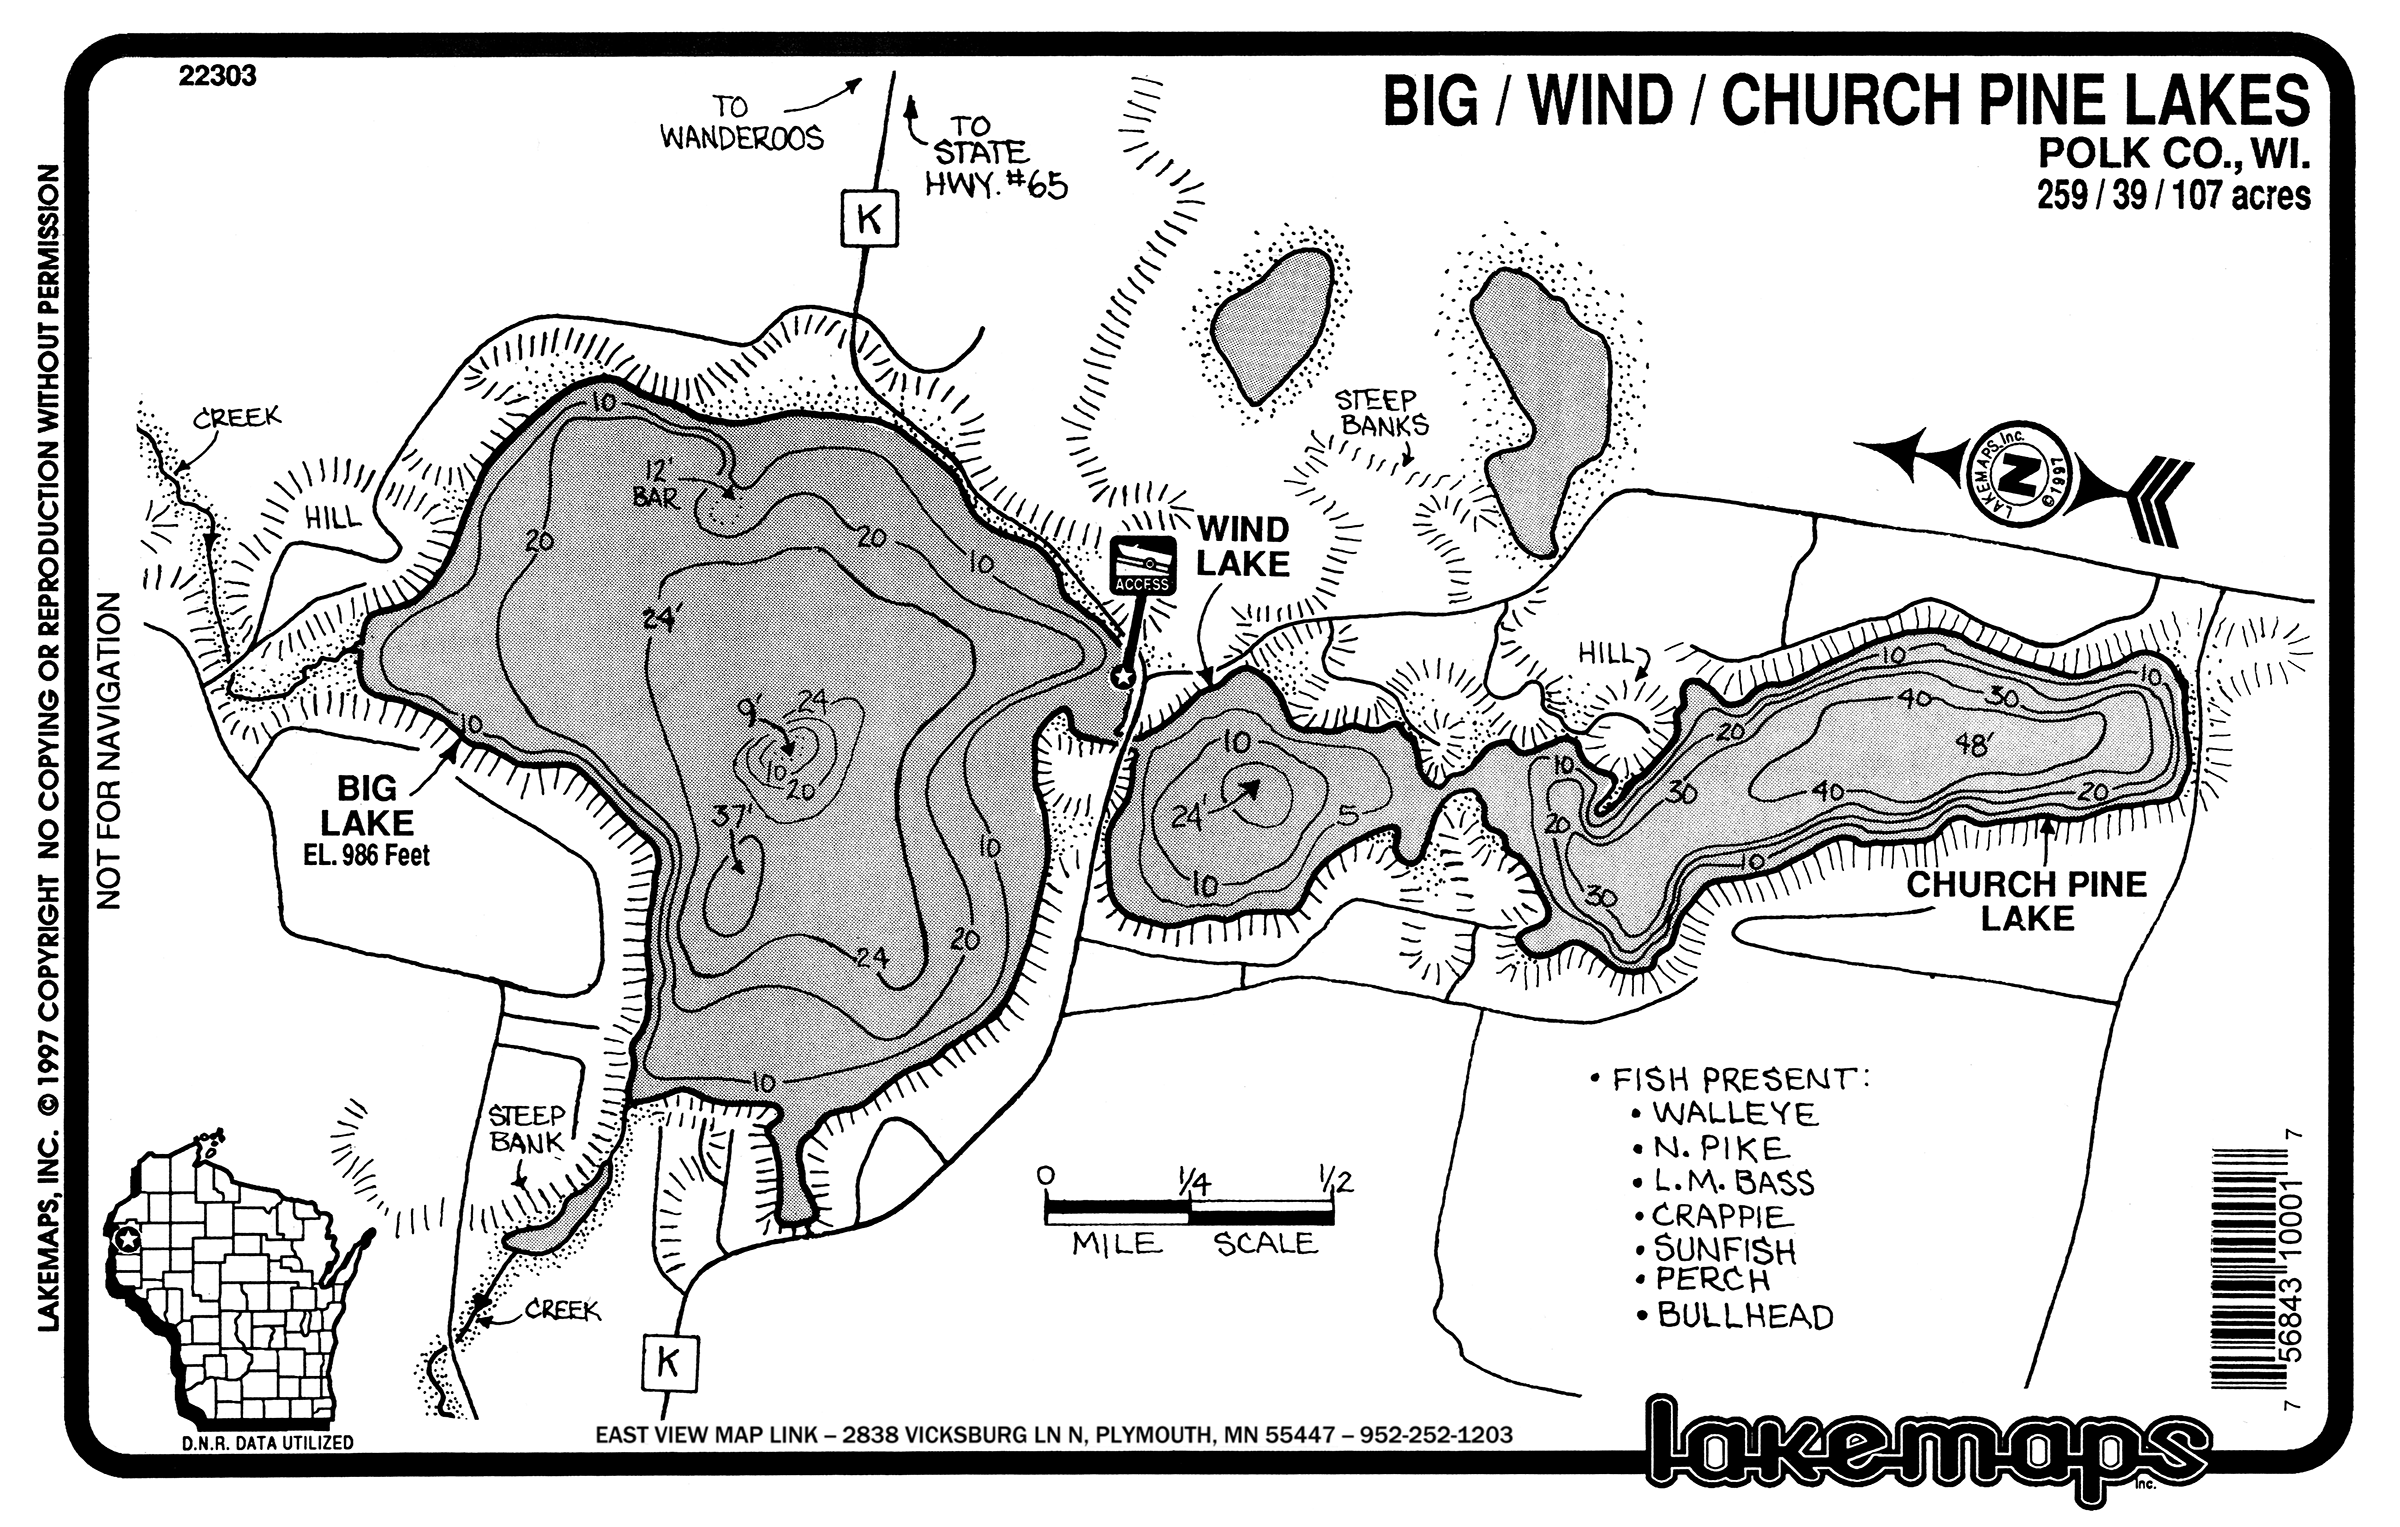 22303
BIG / WIND / CHURCH PINE LAKES
POLK CO., WI.
259 / 39 / 107 acres
TO
WANDEROOS
TO
STATE
HWY. #65
K
LAKEMAPS, INC. © 1997 COPYRIGHT NO COPYING OR REPRODUCTION WITHOUT PERMISSION
NOT FOR NAVIGATION
CREEK
HILL
STEEP
BANKS
LAKEMAPS, Inc.
N
©1997
10
12'
BAR
20
20
10
24'
ACCESS
WIND
LAKE
HILL
10
9'
24
10
20
37'
10
BIG
LAKE
EL. 986 Feet
10
20
24
10
10
24'
5
10
10
10
40
30
20
48'
30
40
20
20
10
30
CHURCH PINE
LAKE
STEEP
BANK
CREEK
K
0 1/4 1/2
MILE SCALE
• FISH PRESENT:
• WALLEYE
• N. PIKE
• L.M. BASS
• CRAPPIE
• SUNFISH
• PERCH
• BULLHEAD
7 56843 10001 7
D.N.R. DATA UTILIZED
EAST VIEW MAP LINK – 2838 VICKSBURG LN N, PLYMOUTH, MN 55447 – 952-252-1203
lakemaps
Inc.